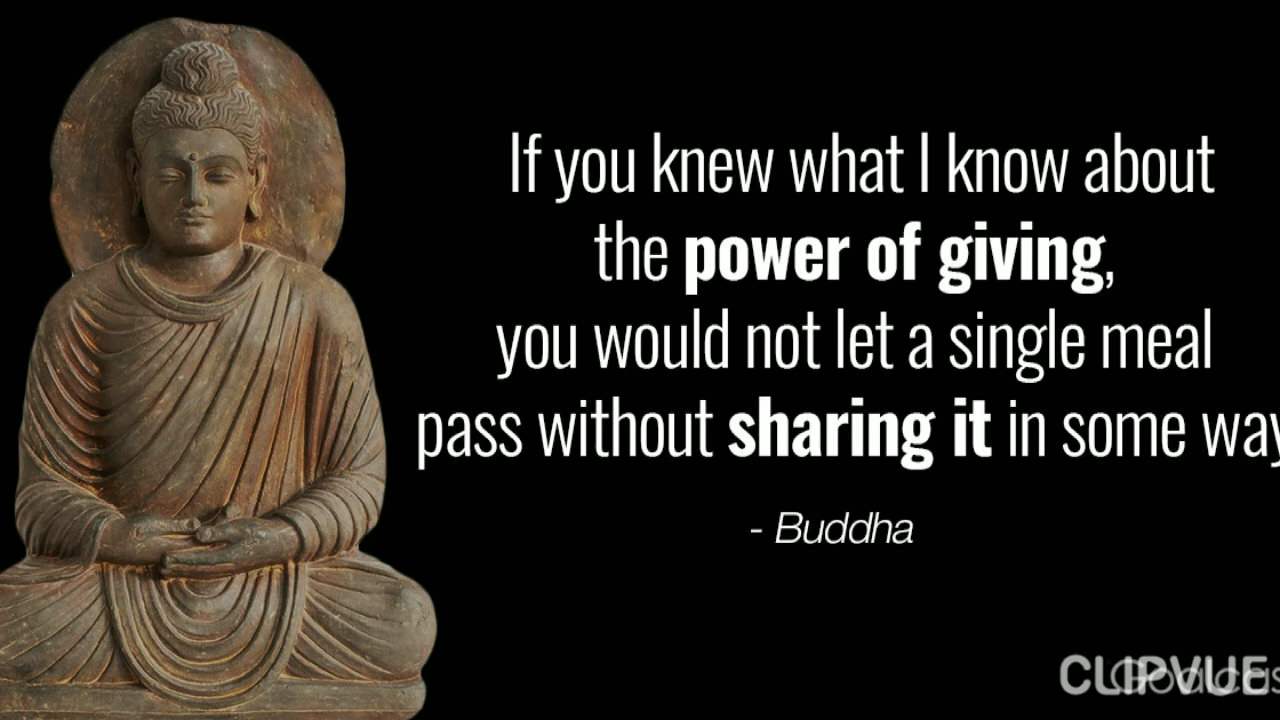 If you knew what I know about
the power of giving,
you would not let a single meal
pass without sharing it in some way
- Buddha
CLIPVUE
Goalcas